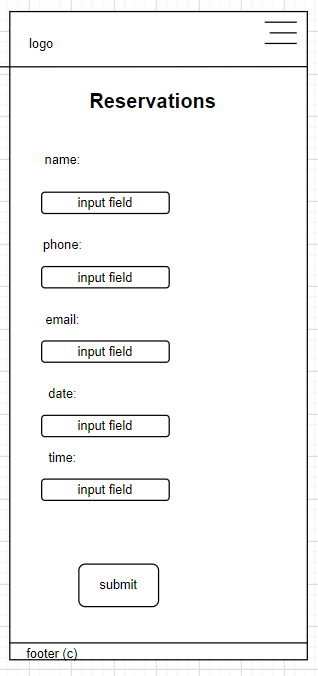 logo
Reservations
name:
input field
phone:
input field
email:
input field
date:
input field
time:
input field
submit
footer (c)